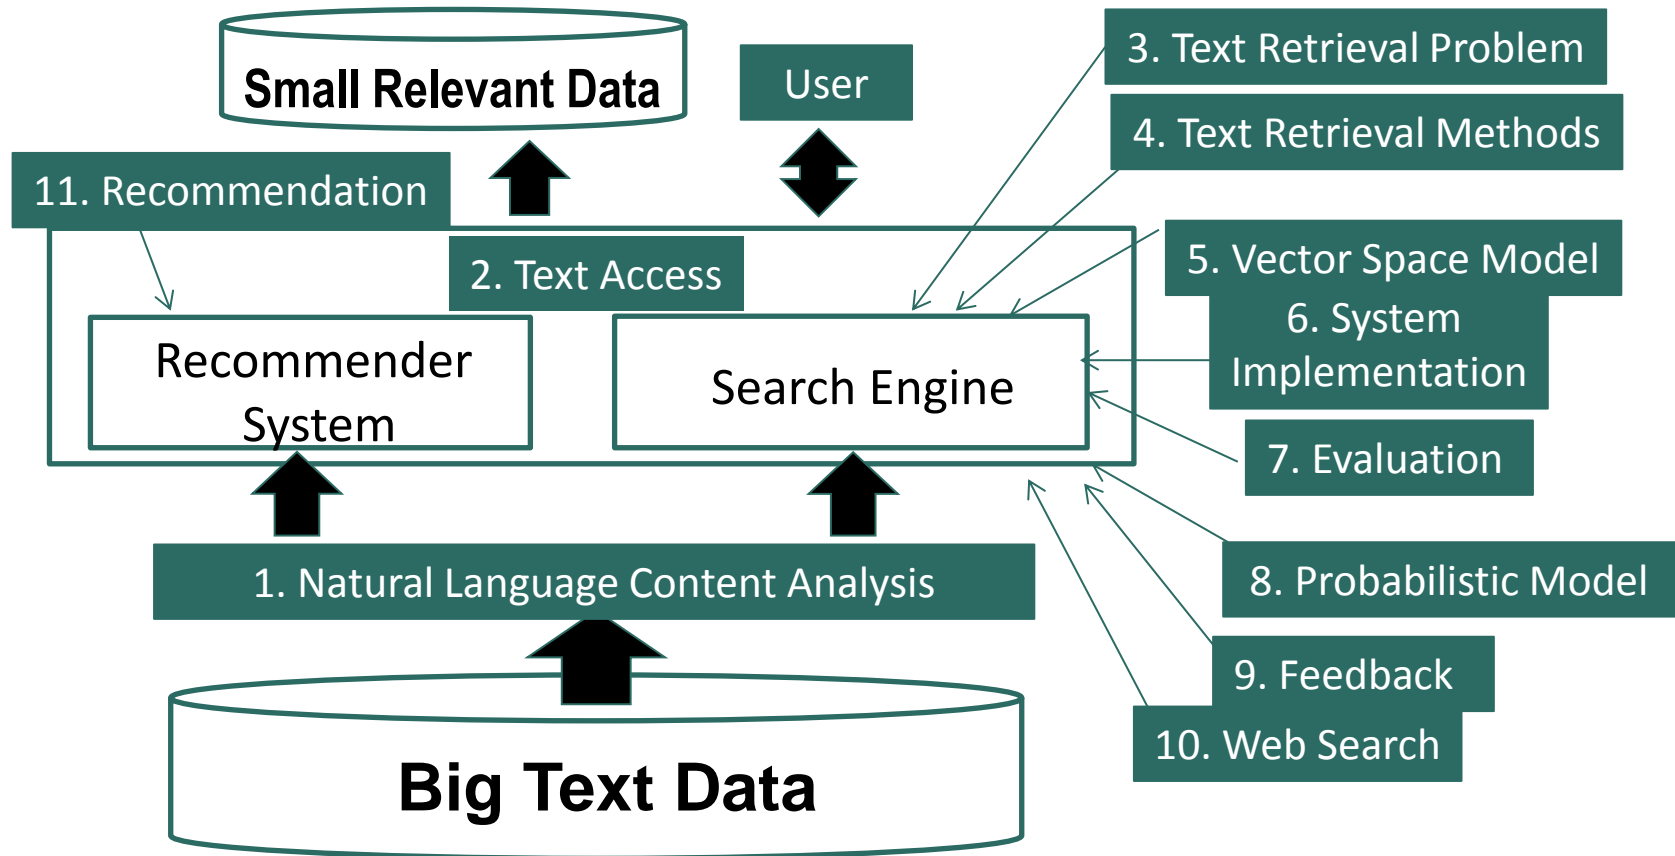 Small Relevant Data
User
3. Text Retrieval Problem
4. Text Retrieval Methods
11. Recommendation
2. Text Access
5. Vector Space Model
6. System
Implementation
Recommender
System
Search Engine
7. Evaluation
1. Natural Language Content Analysis
8. Probabilistic Model
9. Feedback
10. Web Search
Big Text Data